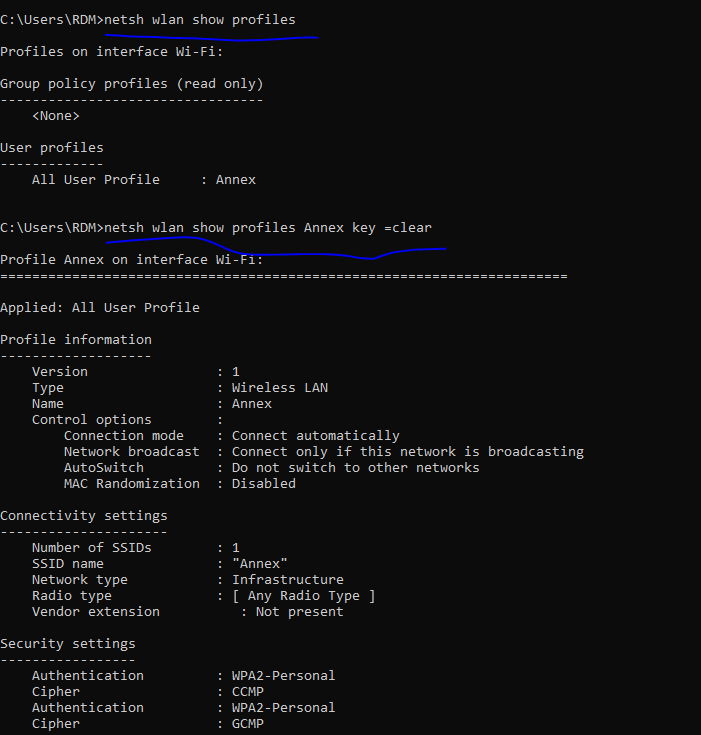 C:\Users\RDM>netsh wlan show profiles
Profiles on interface Wi-Fi:
Group policy profiles (read only)
---------------------------------
    <None>
User profiles
-------------
    All User Profile     : Annex
C:\Users\RDM>netsh wlan show profiles Annex key =clear
Profile Annex on interface Wi-Fi:
=======================================================================
Applied: All User Profile
Profile information
-------------------
    Version                : 1
    Type                   : Wireless LAN
    Name                   : Annex
    Control options        :
        Connection mode    : Connect automatically
        Network broadcast  : Connect only if this network is broadcasting
        AutoSwitch         : Do not switch to other networks
        MAC Randomization  : Disabled
Connectivity settings
---------------------
    Number of SSIDs        : 1
    SSID name              : "Annex"
    Network type           : Infrastructure
    Radio type             : [ Any Radio Type ]
    Vendor extension          : Not present
Security settings
-----------------
    Authentication         : WPA2-Personal
    Cipher                 : CCMP
    Authentication         : WPA2-Personal
    Cipher                 : GCMP